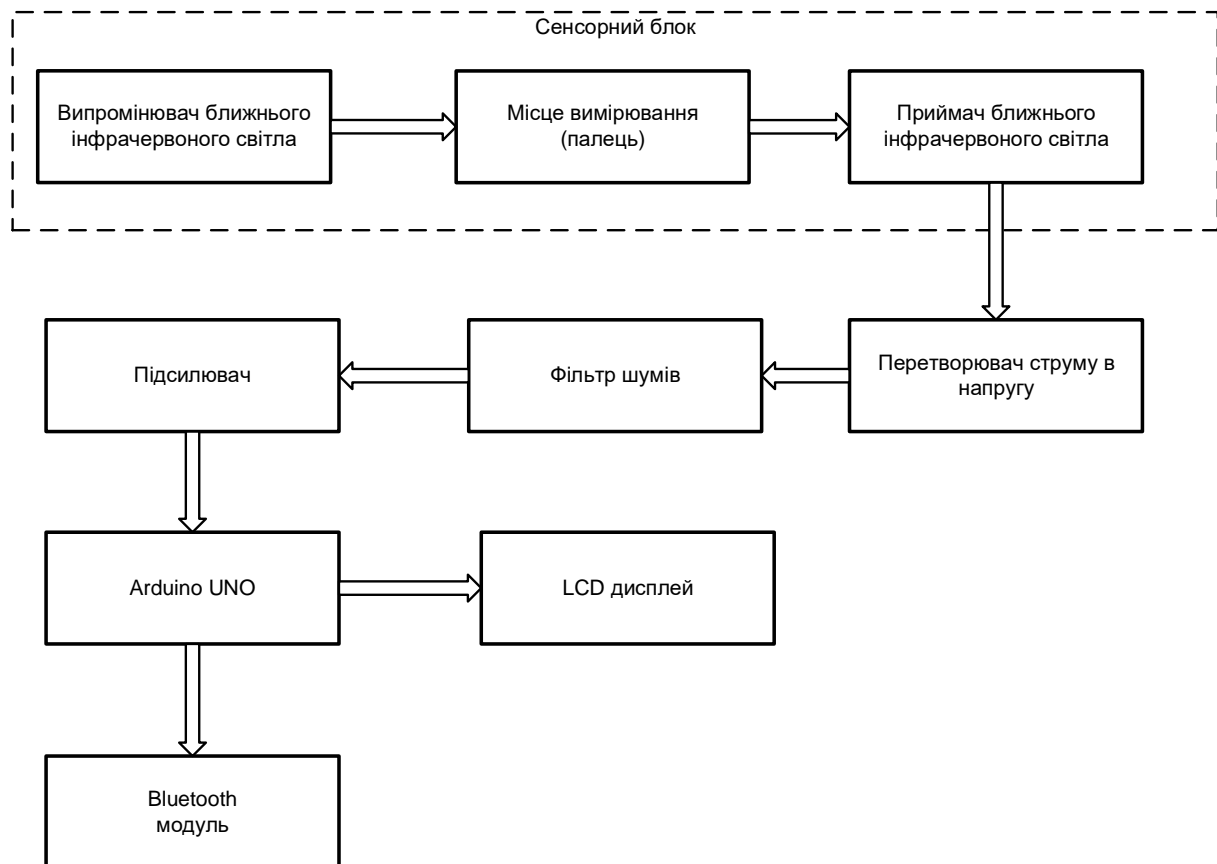 Сенсорний блок
Випромінювач ближнього
інфрачервоного світла
Місце вимірювання
(палець)
Приймач ближнього
інфрачервоного світла
Підсилювач
Фільтр шумів
Перетворювач струму в
напругу
Arduino UNO
LCD дисплей
Bluetooth
модуль